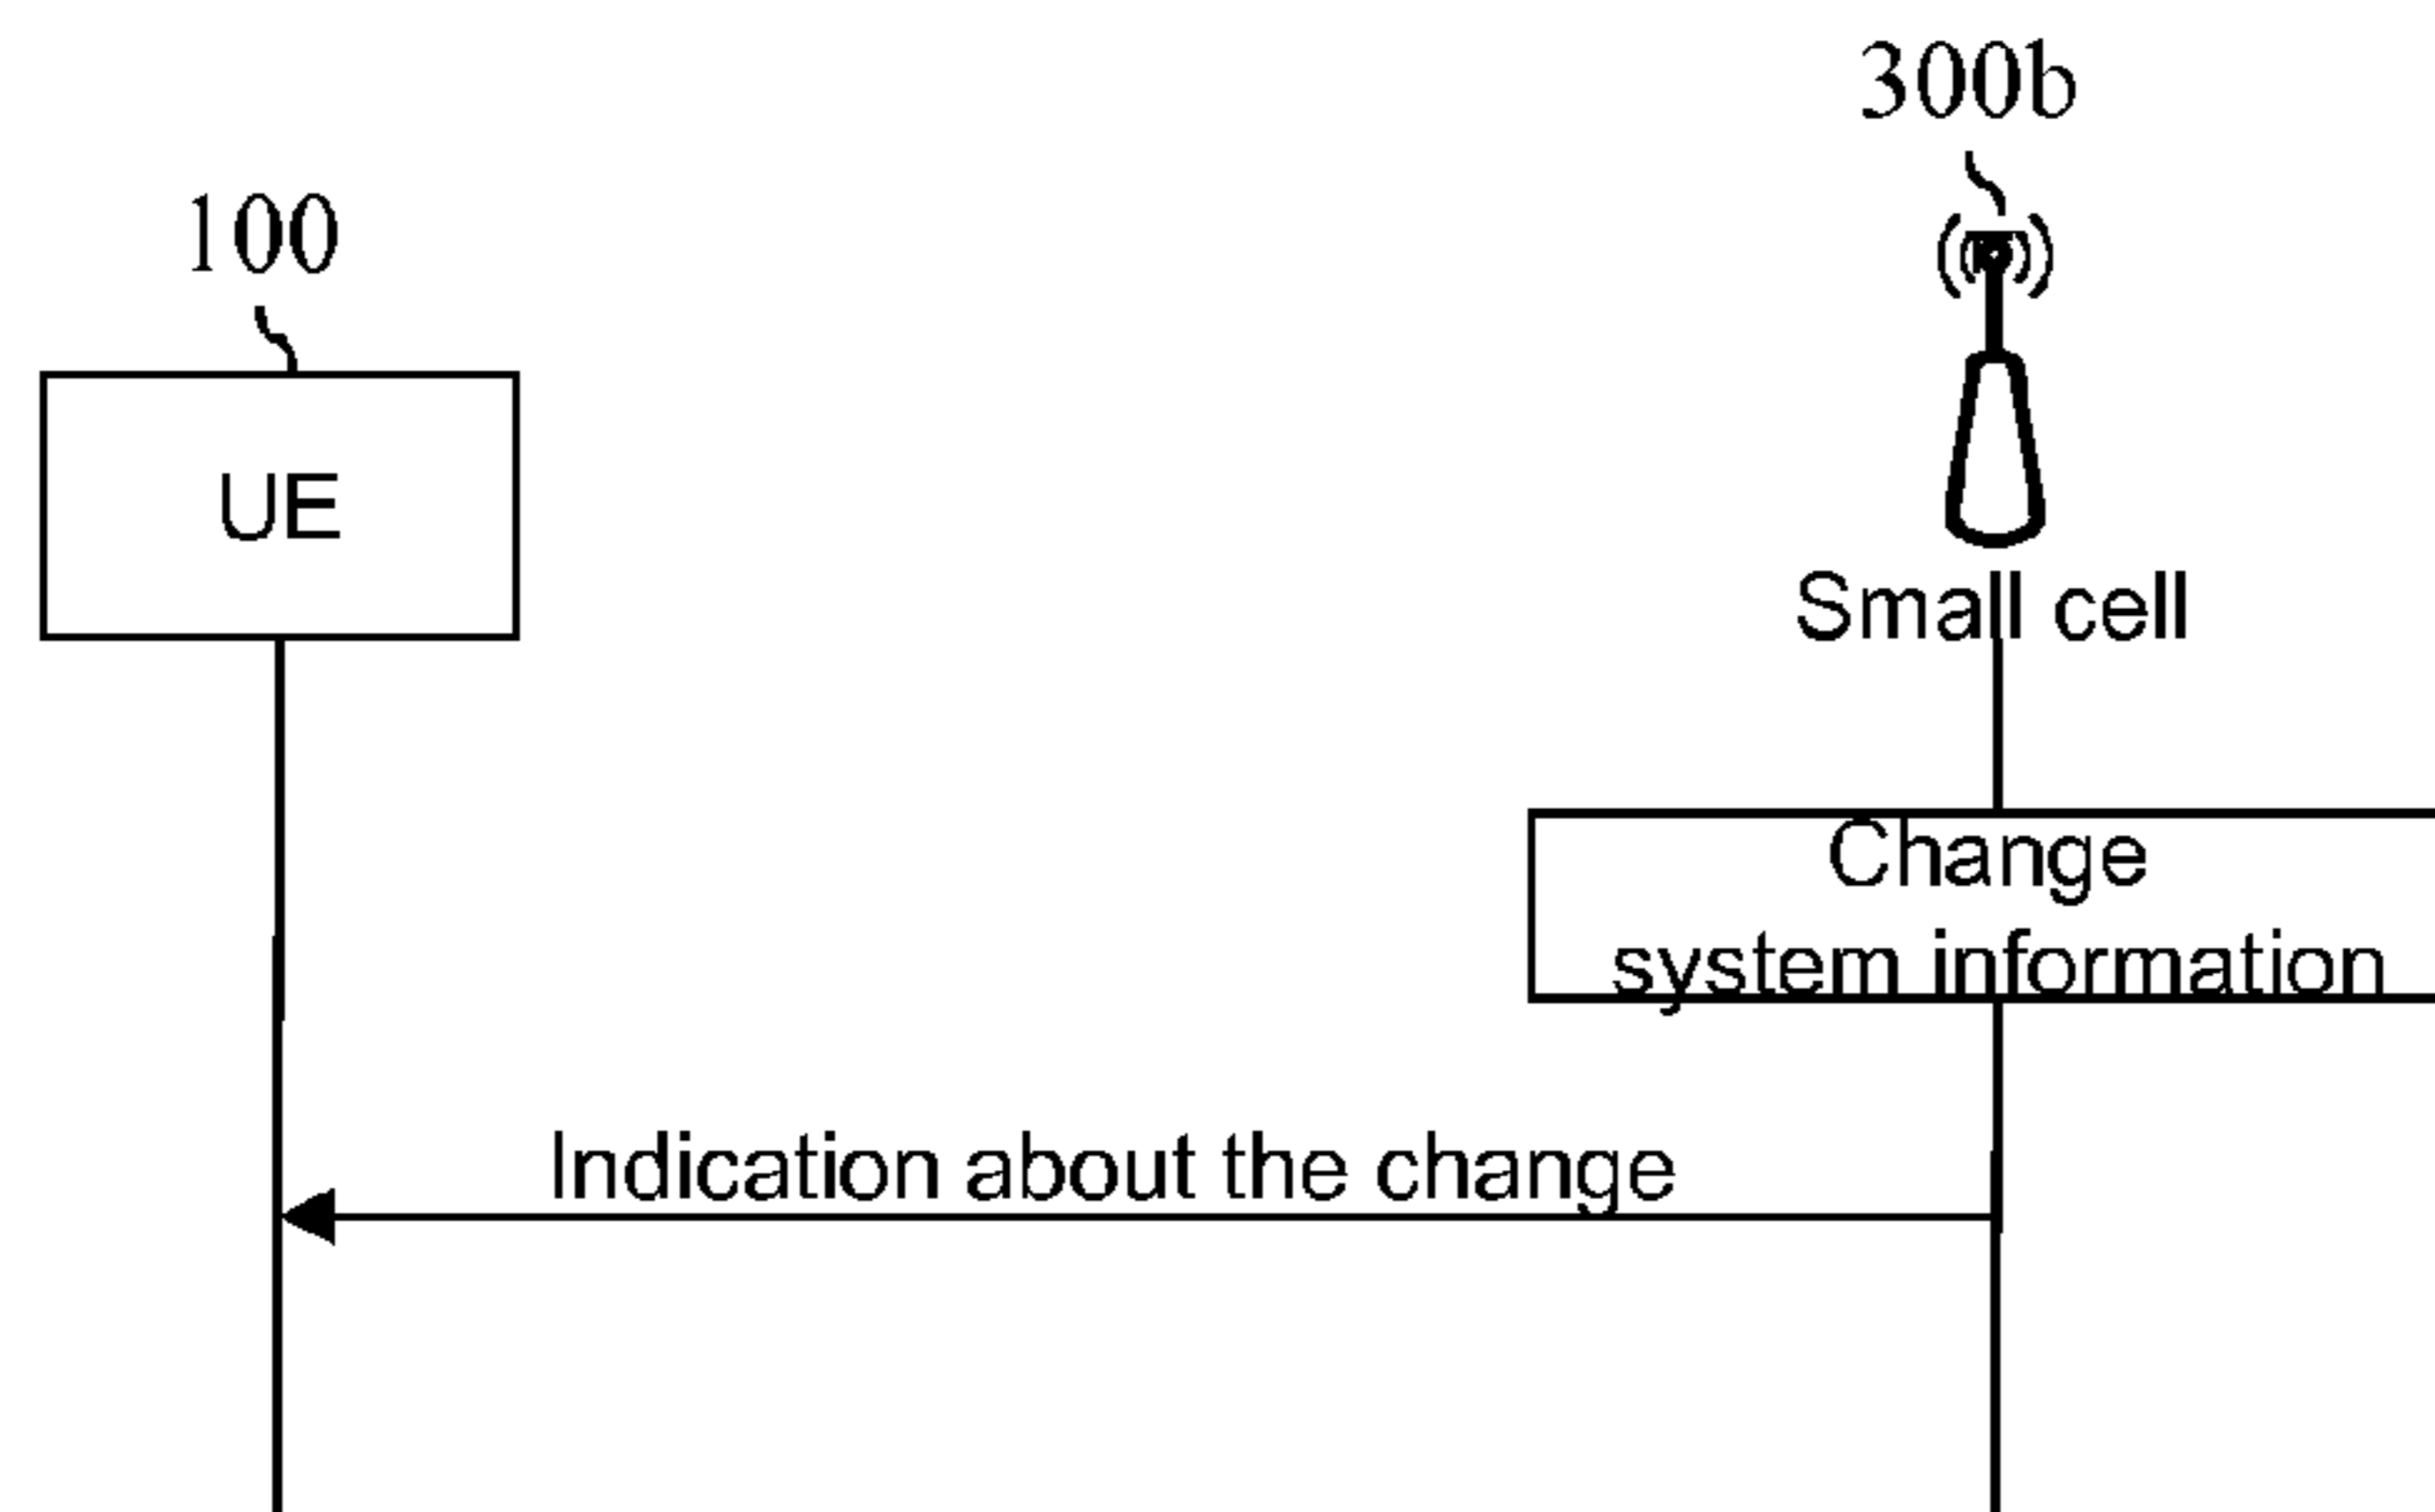 300b
100
UE
Small cell
Change
system information
Indication about the change